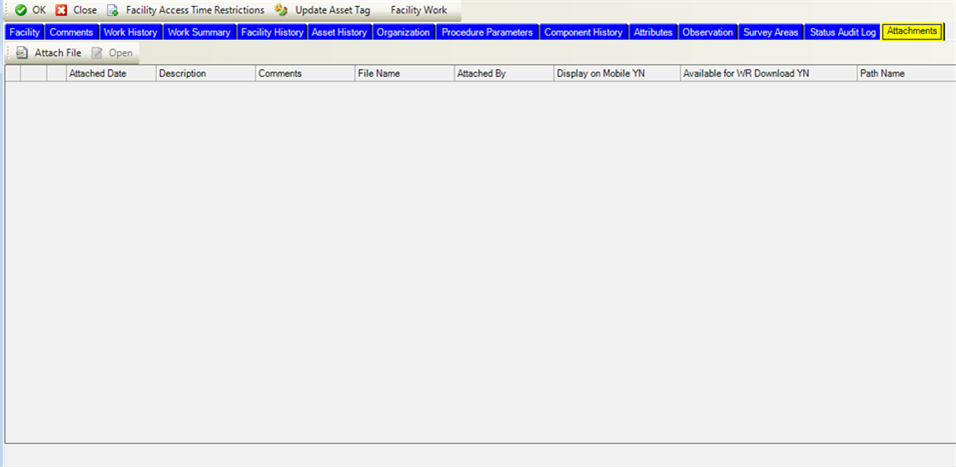 OK Close Facility Access Time Restrictions Update Asset Tag Facility Work
Facility Comments Work History Work Summary Facility History Asset History Organization Procedure Parameters Component History Attributes Observation Survey Areas Status Audit Log Attachments
Attach File Open
Attached Date Description Comments File Name Attached By Display on Mobile YN Available for WR Download YN Path Name